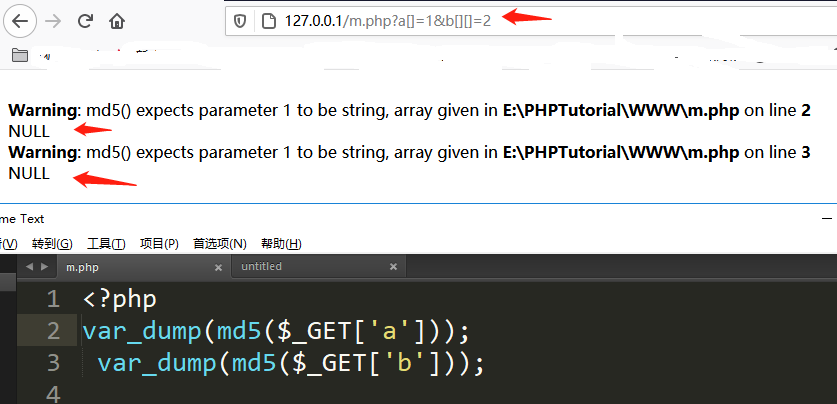 127.0.0.1/m.php?a[]=1&b[][]=2
Warning: md5() expects parameter 1 to be string, array given in E:\PHPTutorial\WWW\m.php on line 2
NULL
Warning: md5() expects parameter 1 to be string, array given in E:\PHPTutorial\WWW\m.php on line 3
NULL
me Text
(V) 转到(G) 工具(T) 项目(P) 首选项(N) 帮助(H)
m.php × untitled ×
1 <?php
2 var_dump(md5($_GET['a']));
3 var_dump(md5($_GET['b']));
4